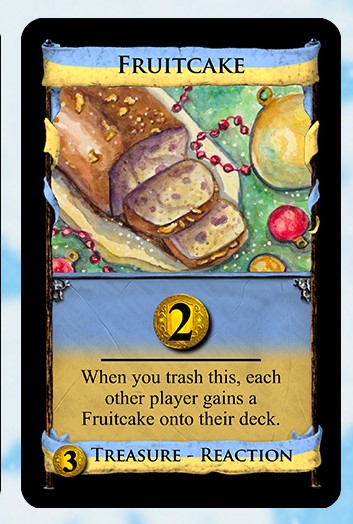 FRUITCAKE
2
When you trash this, each
other player gains a
Fruitcake onto their deck.
3 TREASURE - REACTION